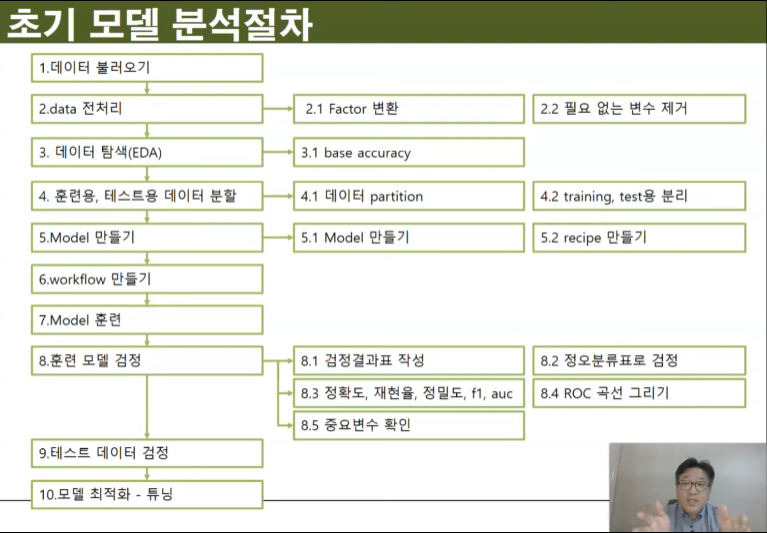 초기 모델 분석절차
1.데이터 불러오기
2.data 전처리
2.1 Factor 변환
2.2 필요 없는 변수 제거
3. 데이터 탐색(EDA)
3.1 base accuracy
4. 훈련용, 테스트용 데이터 분할
4.1 데이터 partition
4.2 training, test용 분리
5.Model 만들기
5.1 Model 만들기
5.2 recipe 만들기
6.workflow 만들기
7.Model 훈련
8.훈련 모델 검정
8.1 검정결과표 작성
8.2 정오분류표로 검정
8.3 정확도, 재현율, 정밀도, f1, auc
8.4 ROC 곡선 그리기
8.5 중요변수 확인
9.테스트 데이터 검정
10.모델 최적화 - 튜닝